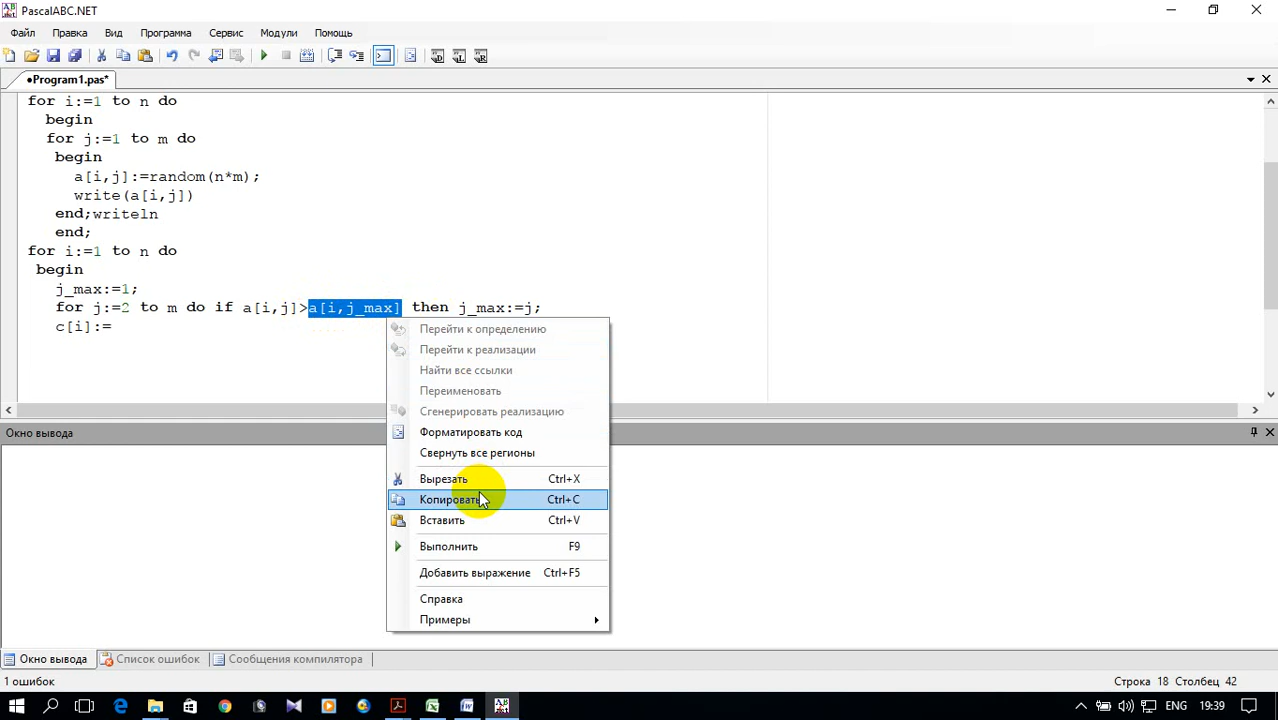 PascalABC.NET
Файл Правка Вид Программа Сервис Модули Помощь
•Program1.pas*
for i:=1 to n do
begin
for j:=1 to m do
begin
a[i,j]:=random(n*m);
write(a[i,j])
end;writeln
end;
for i:=1 to n do
begin
j_max:=1;
for j:=2 to m do if a[i,j]>a[i,j_max] then j_max:=j;
c[i]:=
Перейти к определению
Перейти к реализации
Найти все ссылки
Переименовать
Сгенерировать реализацию
Форматировать код
Свернуть все регионы
Вырезать Ctrl+X
Копировать Ctrl+C
Вставить Ctrl+V
Выполнить F9
Добавить выражение Ctrl+F5
Справка
Примеры
Окно вывода
Окно вывода Список ошибок Сообщения компилятора
1 ошибок Строка 18 Столбец 42
ENG 19:39